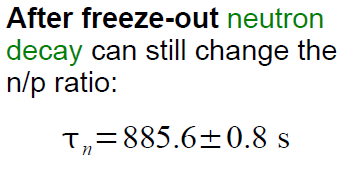 After freeze-out neutron
decay can still change the
n/p ratio:
τₙ=885.6±0.8 s